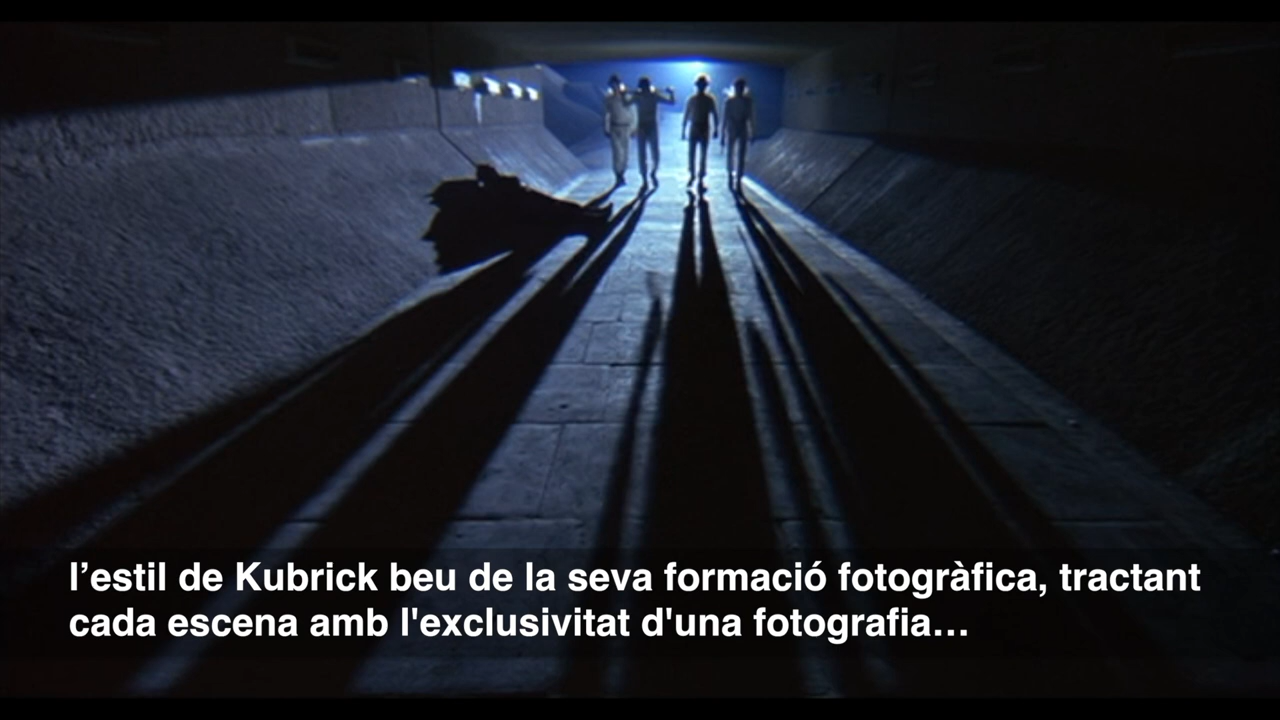 l’estil de Kubrick beu de la seva formació fotogràfica, tractant
cada escena amb l'exclusivitat d'una fotografia…